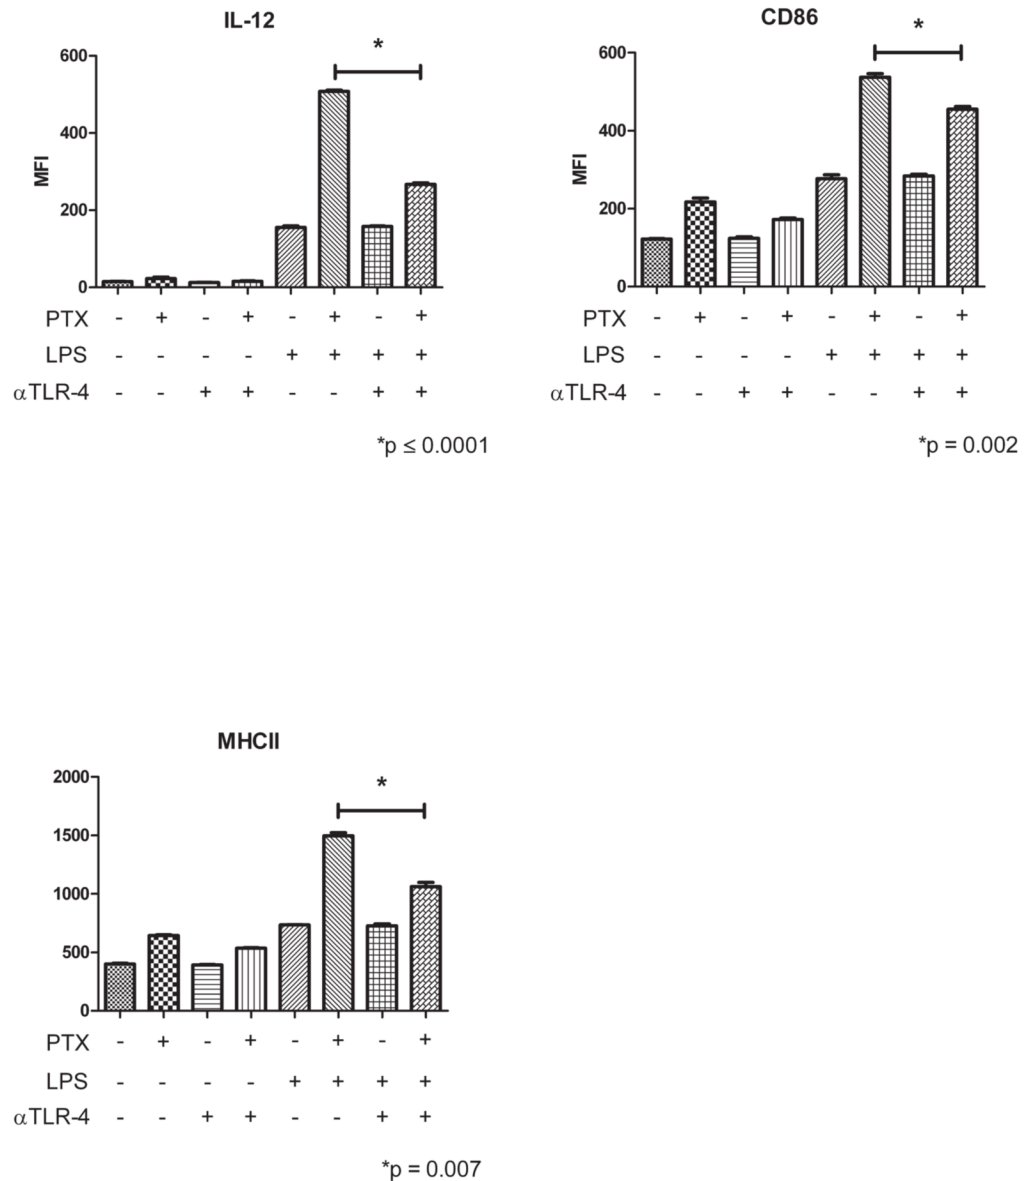 IL-12
*
600
400
200
0
MFI
PTX - + - + - + - +
LPS - - - - + + + +
αTLR-4 - - + + - - + +
*p ≤ 0.0001
CD86
*
600
400
200
0
MFI
PTX - + - + - + - +
LPS - - - - + + + +
αTLR-4 - - + + - - + +
*p = 0.002
MHCII
*
2000
1500
1000
500
0
PTX - + - + - + - +
LPS - - - - + + + +
αTLR-4 - - + + - - + +
*p = 0.007